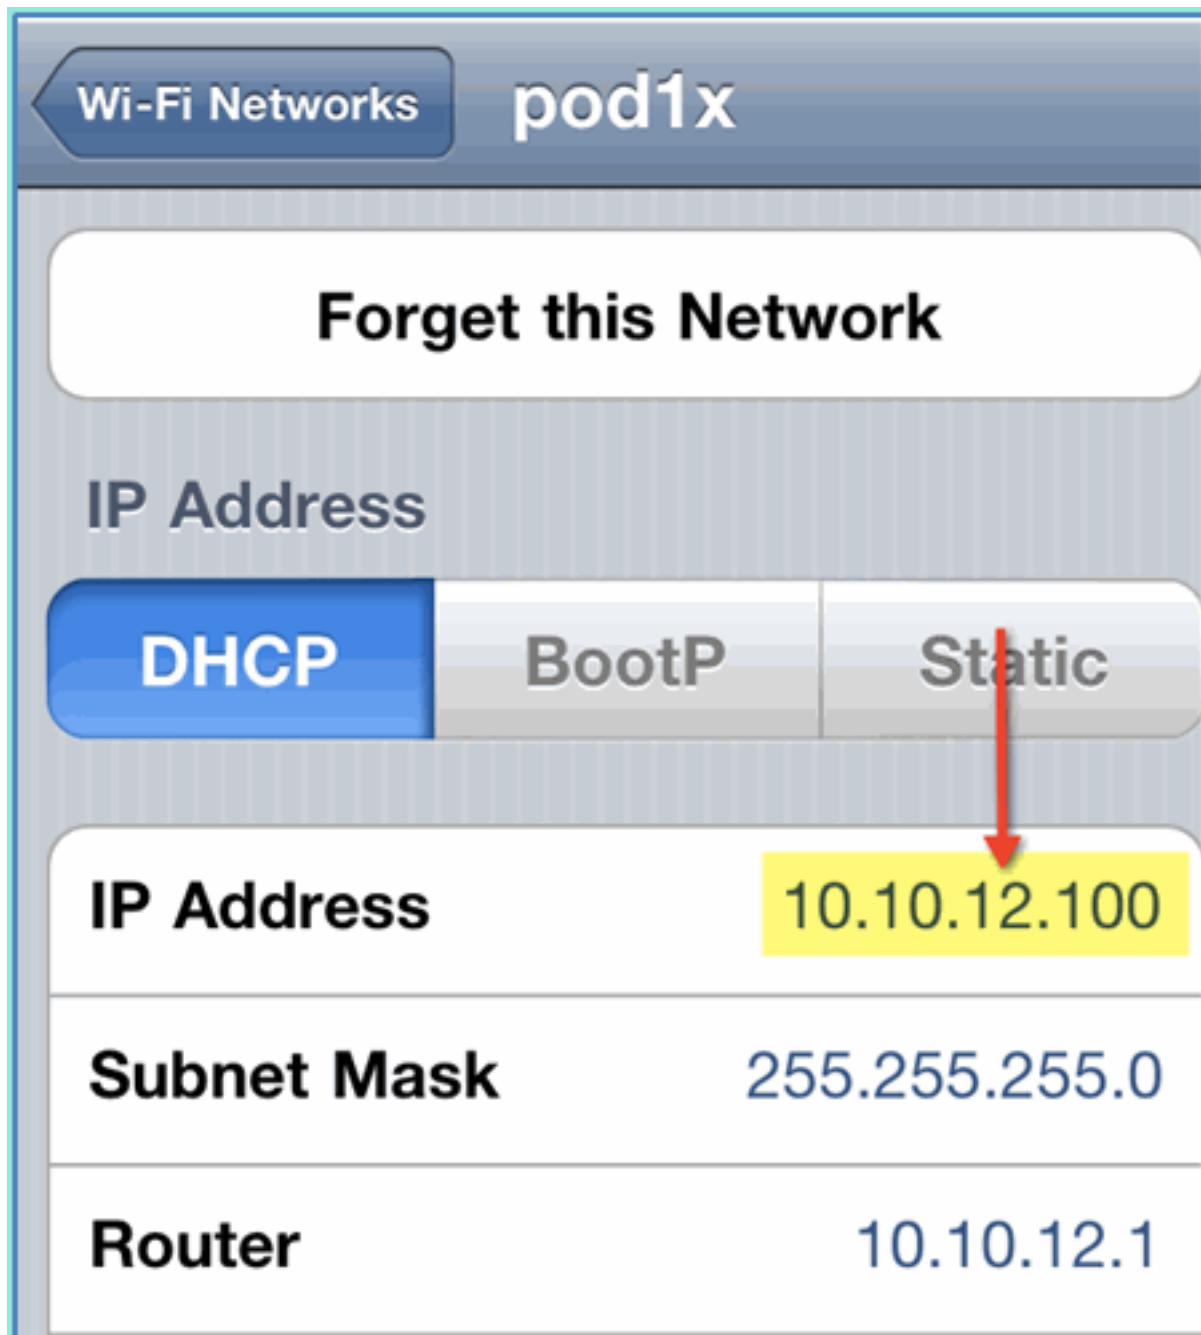 Wi-Fi Networks pod1x
Forget this Network
IP Address
DHCP BootP Static
IP Address 10.10.12.100
Subnet Mask 255.255.255.0
Router 10.10.12.1